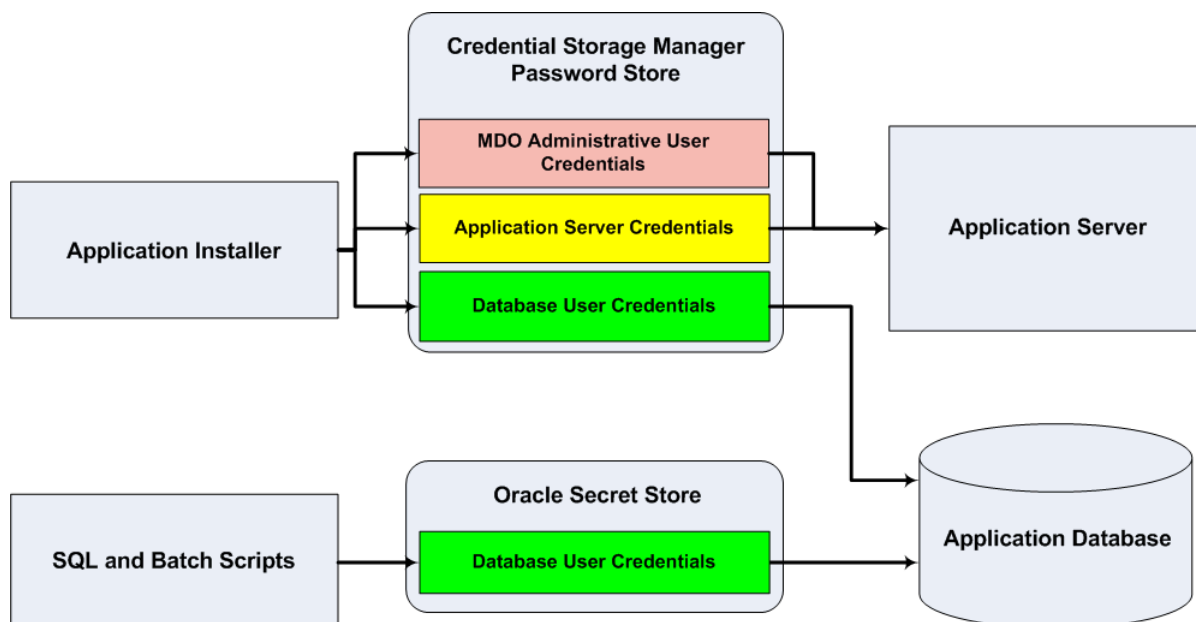 Credential Storage Manager
Password Store
MDO Administrative User
Credentials
Application Installer
Application Server Credentials
Application Server
Database User Credentials
Oracle Secret Store
SQL and Batch Scripts
Database User Credentials
Application Database